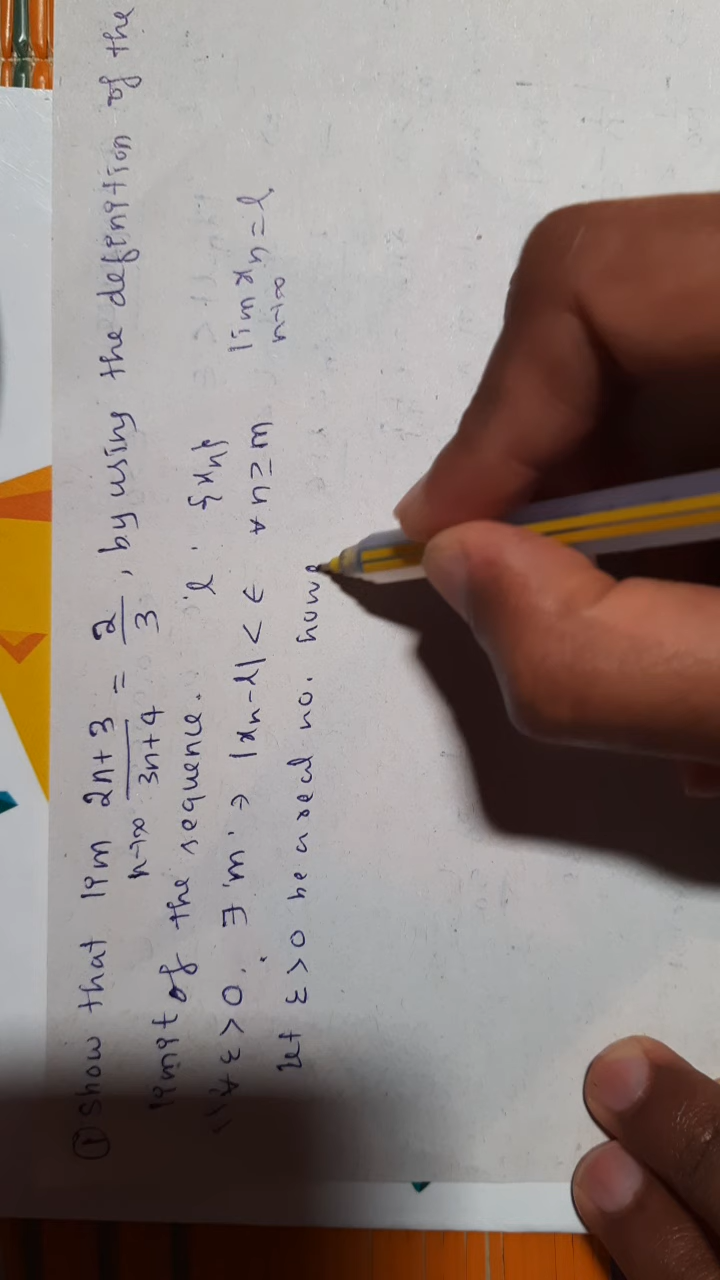 ① show that lim n→∞ 2n+3/3n+4 = 2/3, by using the definition of the
limit of the sequence. 'l' {xn}
"∀ ε>0, ∃ 'm' ∋ |xn-l| < ε ∀ n ≥ m lim n→∞ xn = l
let ε>0 be a real no. now